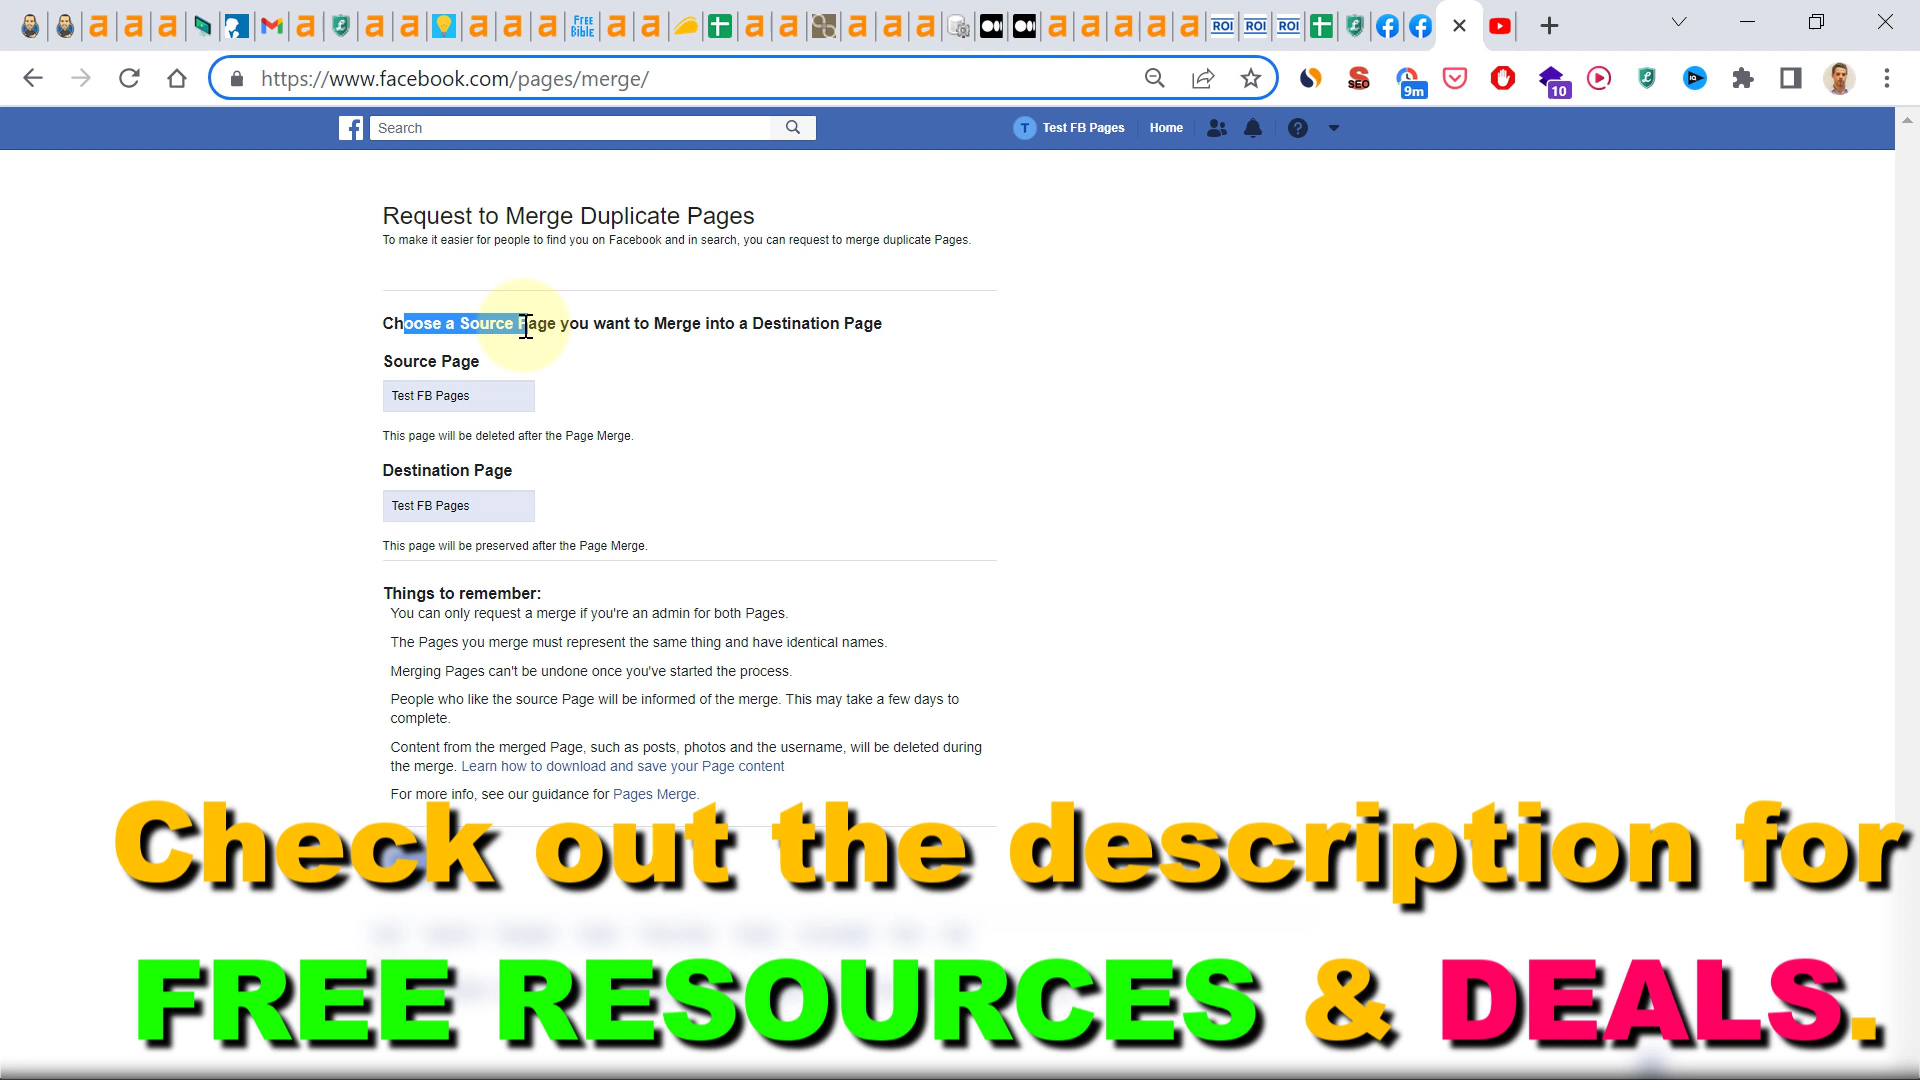 ROI ROI ROI
https://www.facebook.com/pages/merge/
SEO
9m
10
Search
T Test FB Pages Home
Request to Merge Duplicate Pages
To make it easier for people to find you on Facebook and in search, you can request to merge duplicate Pages.
Choose a Source Page you want to Merge into a Destination Page
Source Page
Test FB Pages
This page will be deleted after the Page Merge.
Destination Page
Test FB Pages
This page will be preserved after the Page Merge.
Things to remember:
You can only request a merge if you're an admin for both Pages.
The Pages you merge must represent the same thing and have identical names.
Merging Pages can't be undone once you've started the process.
People who like the source Page will be informed of the merge. This may take a few days to
complete.
Content from the merged Page, such as posts, photos and the username, will be deleted during
the merge. Learn how to download and save your Page content
For more info, see our guidance for Pages Merge.
Check out the description for
FREE RESOURCES & DEALS.